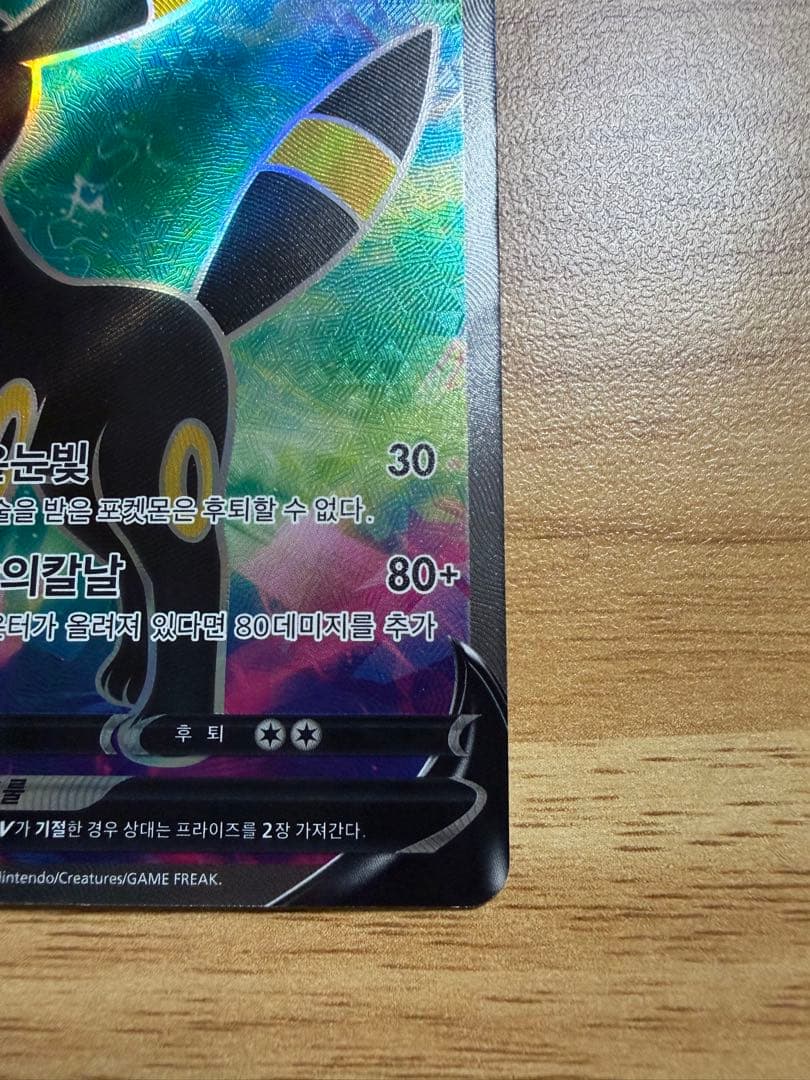 눈빛 30
술을 받은 포켓몬은 후퇴할 수 없다.
의칼날 80+
운터가 올려져 있다면 80데미지를 추가
후퇴
V가 기절한 경우 상대는 프라이즈를 2장 가져간다.
Nintendo/Creatures/GAME FREAK.